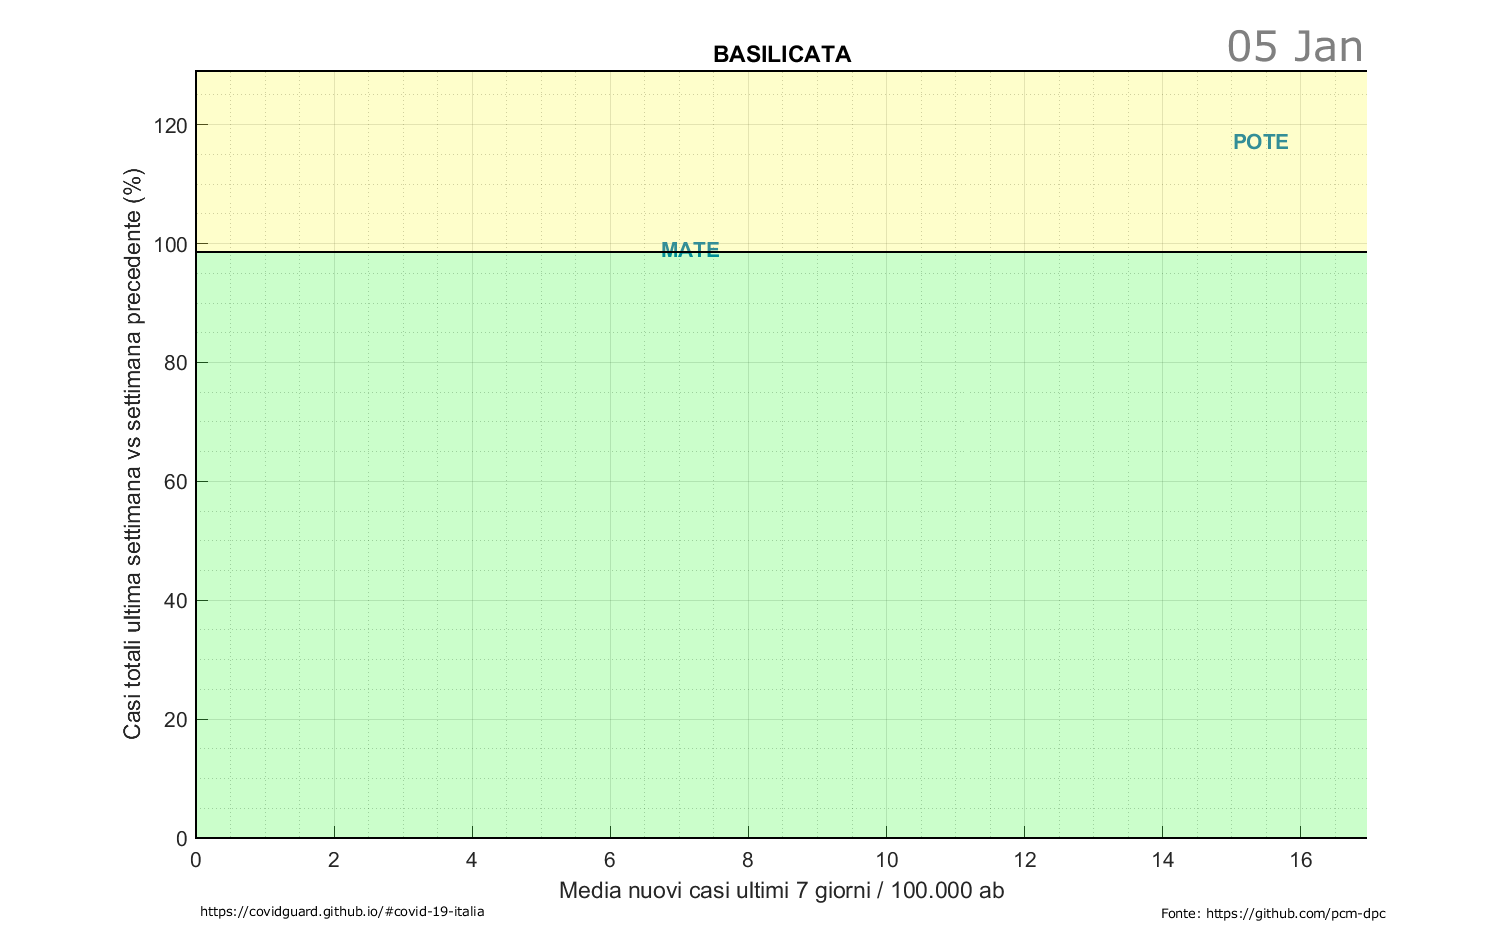 BASILICATA
05 Jan
Casi totali ultima settimana vs settimana precedente (%)
120
100
80
60
40
20
0
POTE
MATE
0 2 4 6 8 10 12 14 16
Media nuovi casi ultimi 7 giorni / 100.000 ab
https://covidguard.github.io/#covid-19-italia
Fonte: https://github.com/pcm-dpc